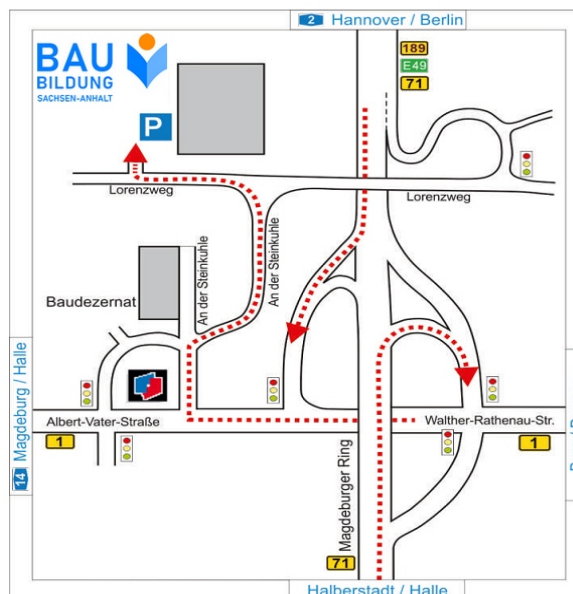 2 Hannover / Berlin
BAU
BILDUNG
SACHSEN-ANHALT
189
E49
71
P
Lorenzweg
Lorenzweg
An der Steinkuhle
An der Steinkuhle
Baudezernat
14 Magdeburg / Halle
Albert-Vater-Straße
Walther-Rathenau-Str.
1
1
Magdeburger Ring
71
Halberstadt / Halle